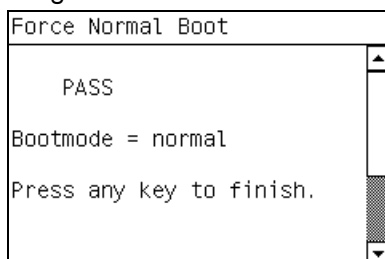 Force Normal Boot
PASS
Bootmode = normal
Press any key to finish.